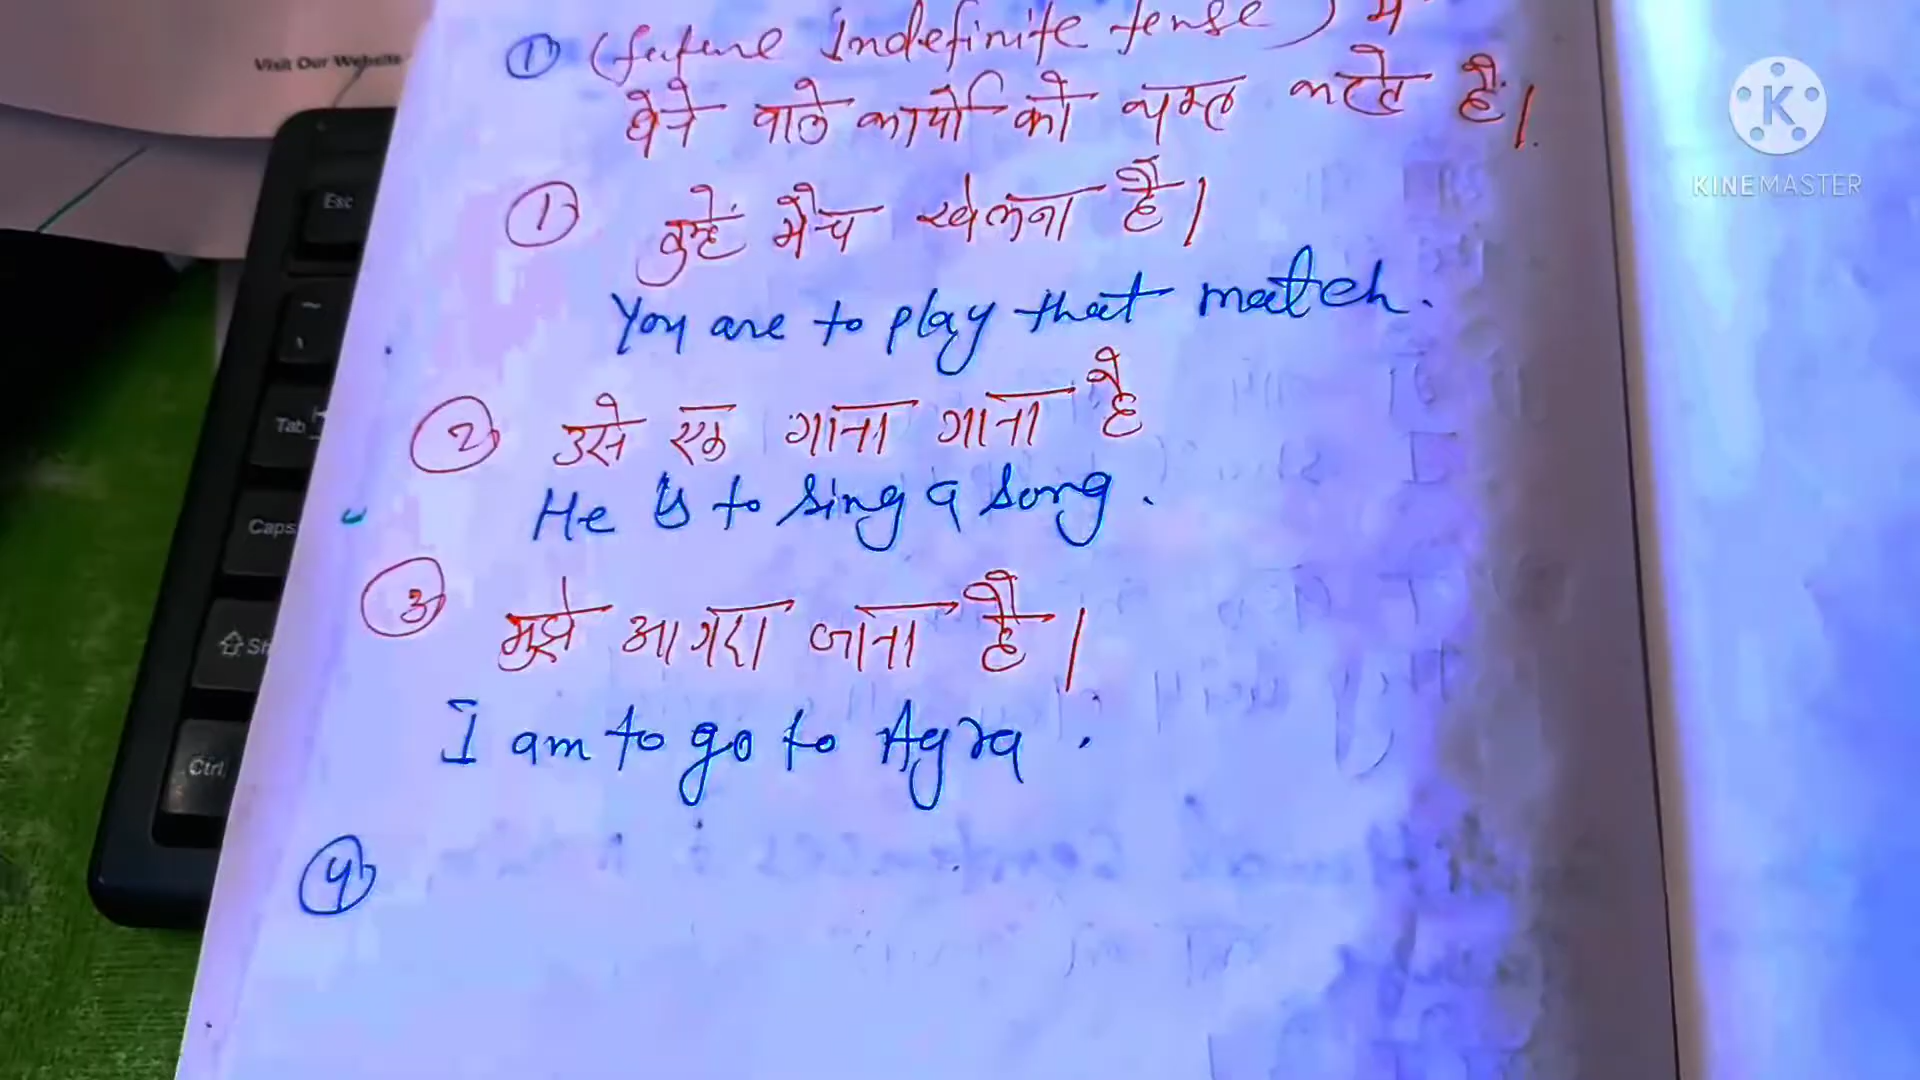 Visit Our Website
① (future Indefinite tense) में
होने वाले कार्यो को व्यक्त करते हैं।
① तुम्हें मैच खेलना है।
You are to play that match.
② उसे एक गाना गाना है
He is to sing a song.
③ मुझे आगरा जाना है।
I am to go to Agra.
④
Esc
Tab
Caps
Sh
Ctrl
K
KINEMASTER